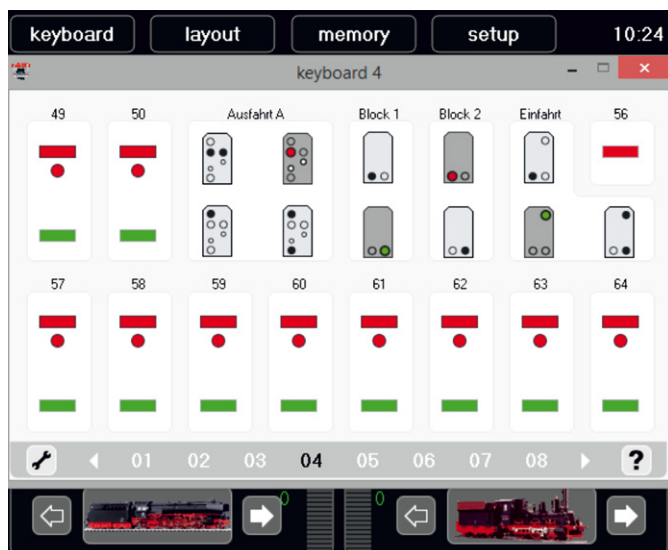 keyboard layout memory setup 10:24
keyboard 4
49 50 Ausfahrt A Block 1 Block 2 Einfahrt 56
57 58 59 60 61 62 63 64
01 02 03 04 05 06 07 08 ?
0 0